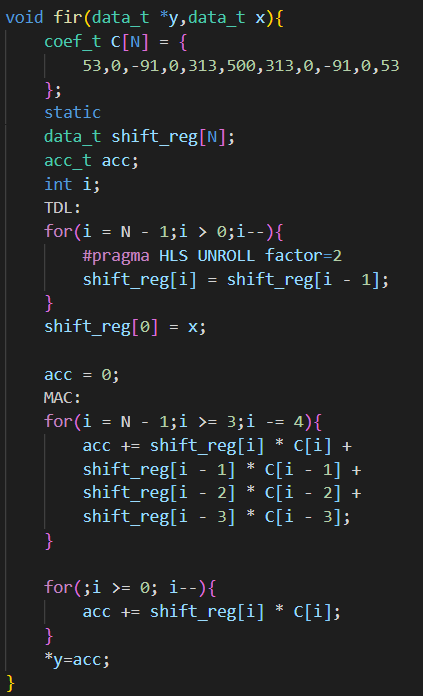 void fir(data_t *y,data_t x){
    coef_t C[N] = {
        53,0,-91,0,313,500,313,0,-91,0,53
    };
    static
    data_t shift_reg[N];
    acc_t acc;
    int i;
    TDL:
    for(i = N - 1;i > 0;i--){
        #pragma HLS UNROLL factor=2
        shift_reg[i] = shift_reg[i - 1];
    }
    shift_reg[0] = x;

    acc = 0;
    MAC:
    for(i = N - 1;i >= 3;i -= 4){
        acc += shift_reg[i] * C[i] +
        shift_reg[i - 1] * C[i - 1] +
        shift_reg[i - 2] * C[i - 2] +
        shift_reg[i - 3] * C[i - 3];
    }

    for(;i >= 0; i--){
        acc += shift_reg[i] * C[i];
    }
    *y=acc;
}